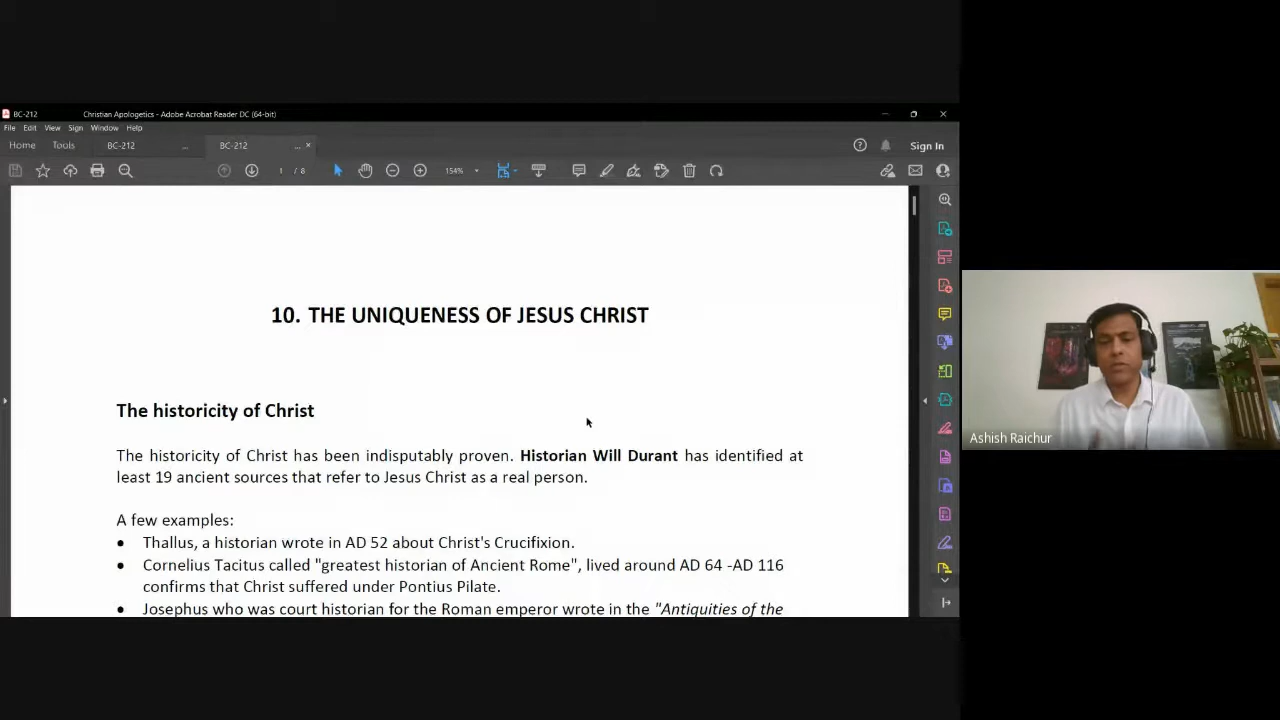 BC-212 Christian Apologetics - Adobe Acrobat Reader DC (64-bit)
File Edit View Sign Window Help
Home Tools BC-212 ... BC-212 ... × Sign In
1 / 8 154%
10. THE UNIQUENESS OF JESUS CHRIST
The historicity of Christ
The historicity of Christ has been indisputably proven. Historian Will Durant has identified at
least 19 ancient sources that refer to Jesus Christ as a real person.
A few examples:
• Thallus, a historian wrote in AD 52 about Christ's Crucifixion.
• Cornelius Tacitus called "greatest historian of Ancient Rome", lived around AD 64 -AD 116
confirms that Christ suffered under Pontius Pilate.
• Josephus who was court historian for the Roman emperor wrote in the "Antiquities of the
Ashish Raichur